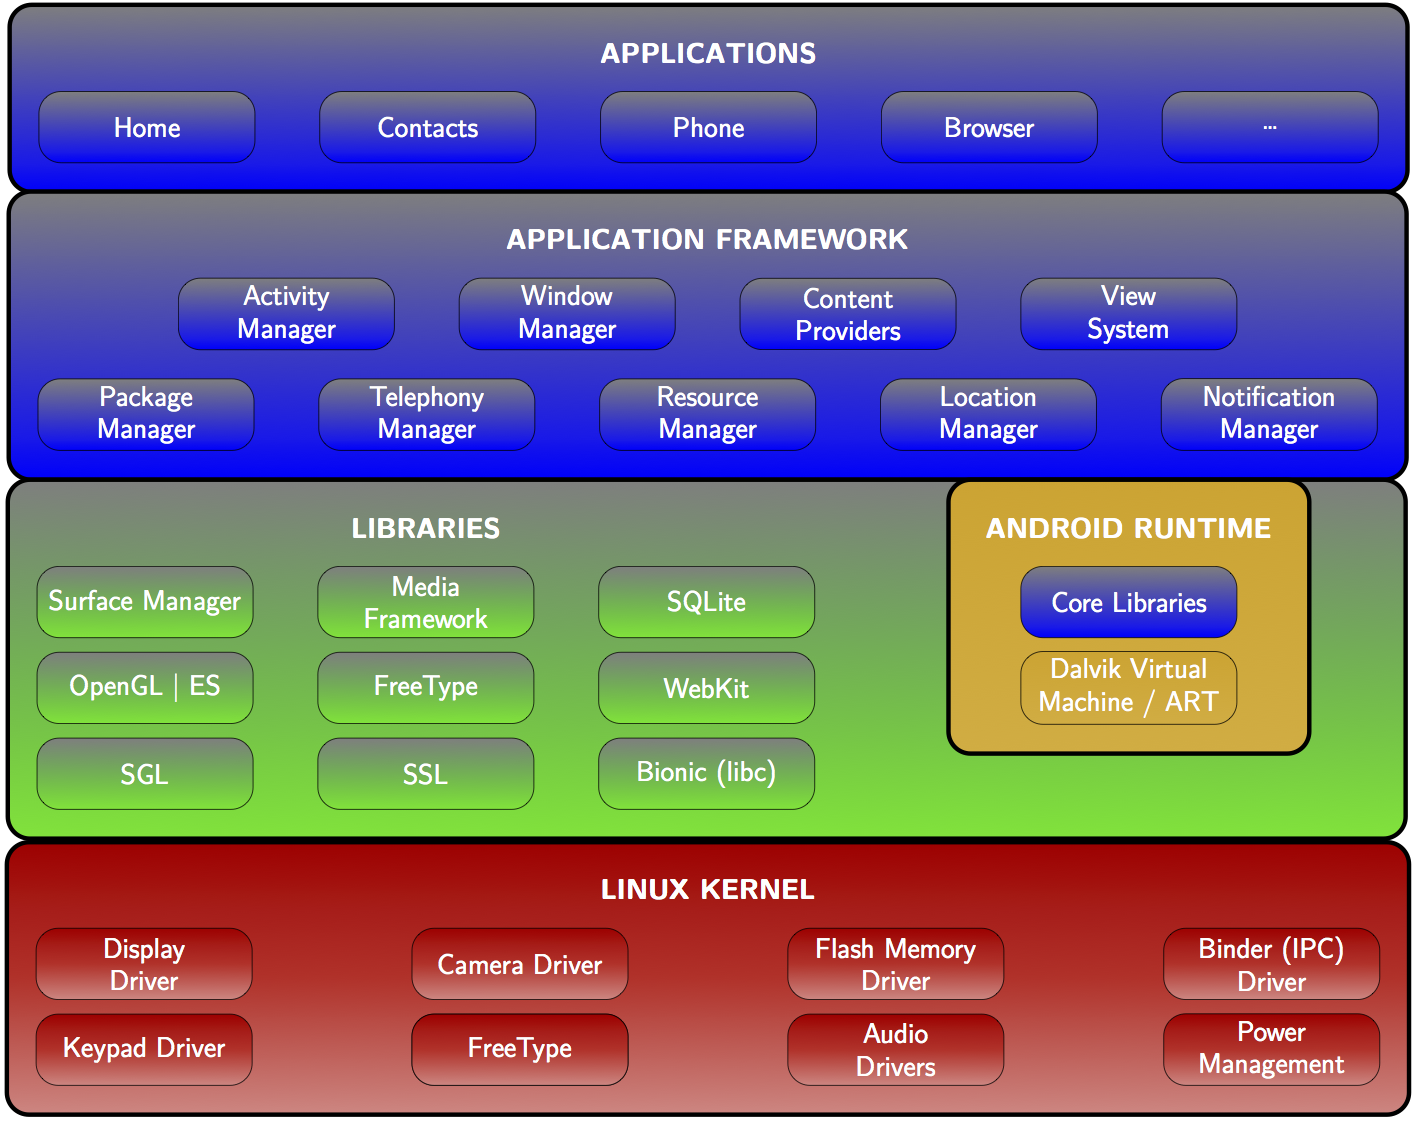 APPLICATIONS
Home
Contacts
Phone
Browser
...
APPLICATION FRAMEWORK
Activity
Manager
Window
Manager
Content
Providers
View
System
Package
Manager
Telephony
Manager
Resource
Manager
Location
Manager
Notification
Manager
LIBRARIES
Surface Manager
Media
Framework
SQLite
OpenGL | ES
FreeType
WebKit
SGL
SSL
Bionic (libc)
ANDROID RUNTIME
Core Libraries
Dalvik Virtual
Machine / ART
LINUX KERNEL
Display
Driver
Camera Driver
Flash Memory
Driver
Binder (IPC)
Driver
Keypad Driver
FreeType
Audio
Drivers
Power
Management